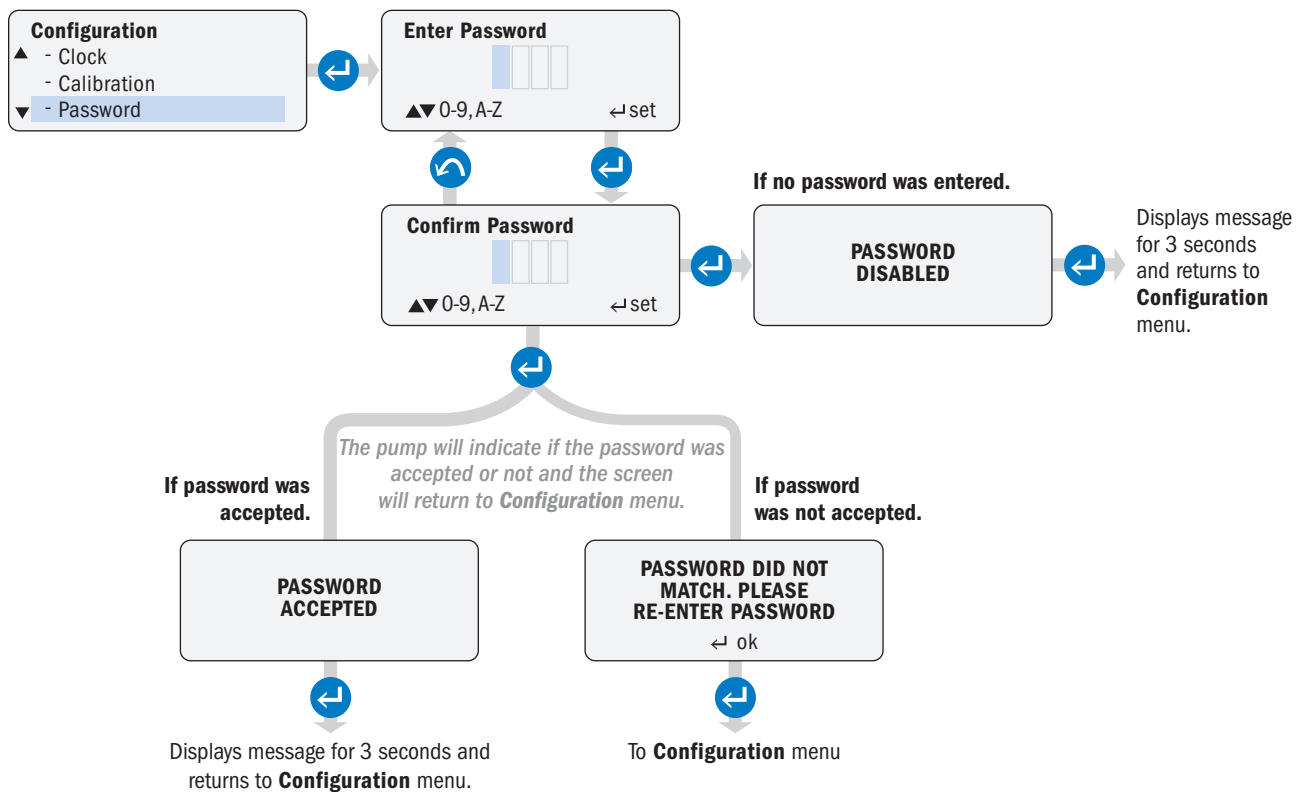 Configuration
▲ - Clock
- Calibration
▼ - Password
Enter Password
▲▼ 0-9, A-Z ↵ set
Confirm Password
▲▼ 0-9, A-Z ↵ set
If no password was entered.
PASSWORD
DISABLED
Displays message
for 3 seconds
and returns to
Configuration
menu.
The pump will indicate if the password was
accepted or not and the screen
will return to Configuration menu.
If password was
accepted.
PASSWORD
ACCEPTED
Displays message for 3 seconds and
returns to Configuration menu.
If password
was not accepted.
PASSWORD DID NOT
MATCH. PLEASE
RE-ENTER PASSWORD
↵ ok
To Configuration menu